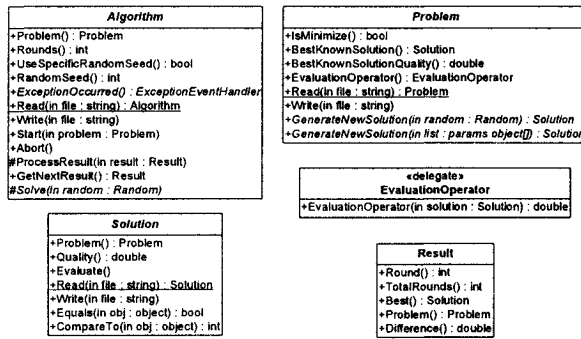 Algorithm
+Problem() : Problem
+Rounds() : int
+UseSpecificRandomSeed() : bool
+RandomSeed() : int
+ExceptionOccurred() : ExceptionEventHandler
+Read(in file : string) : Algorithm
+Write(in file : string)
+Start(in problem : Problem)
+Abort()
#ProcessResult(in result : Result)
+GetNextResult() : Result
#Solve(in random : Random)
Problem
+IsMinimize() : bool
+BestKnownSolution() : Solution
+BestKnownSolutionQuality() : double
+EvaluationOperator() : EvaluationOperator
+Read(in file : string) : Problem
+Write(in file : string)
+GenerateNewSolution(in random : Random) : Solution
+GenerateNewSolution(in list : params object[]) : Solution
«delegate»
EvaluationOperator
+EvaluationOperator(in solution : Solution) : double
Solution
+Problem() : Problem
+Quality() : double
+Evaluate()
+Read(in file : string) : Solution
+Write(in file : string)
+Equals(in obj : object) : bool
+CompareTo(in obj : object) : int
Result
+Round() : int
+TotalRounds() : int
+Best() : Solution
+Problem() : Problem
+Difference() : double